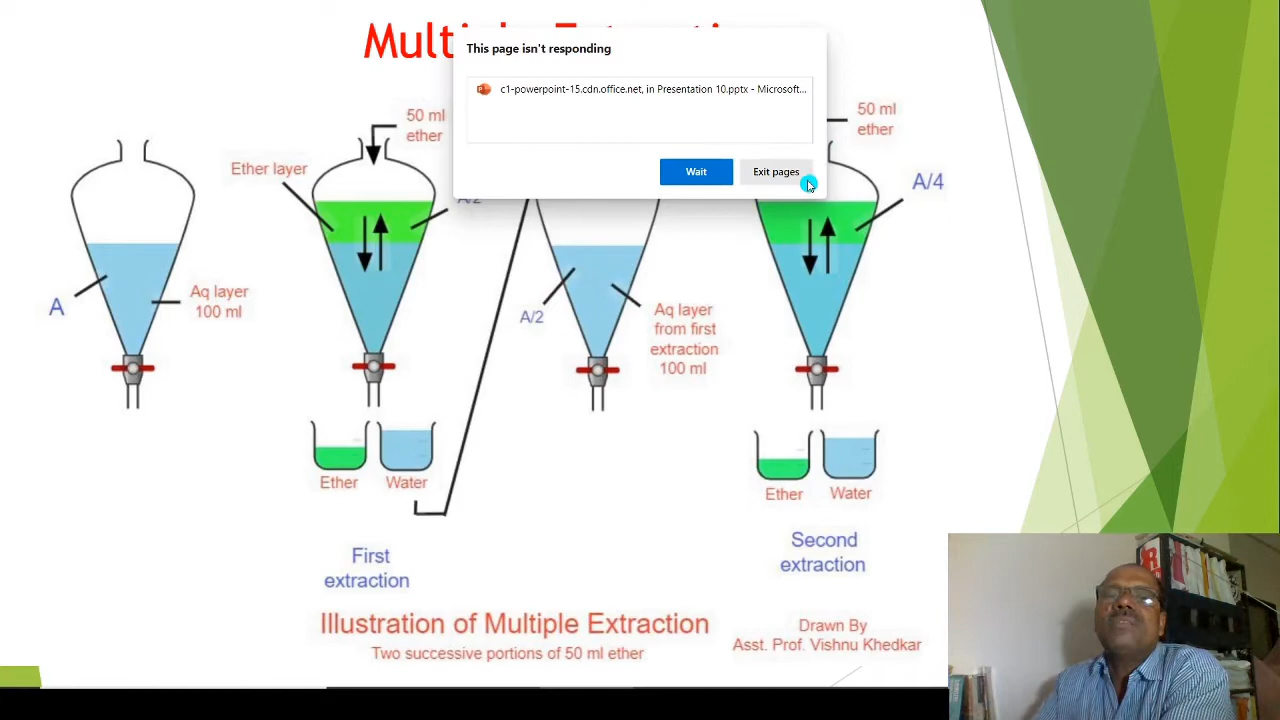 Mult
This page isn't responding
c1-powerpoint-15.cdn.office.net, in Presentation 10.pptx - Microsoft...
Wait
Exit pages
50 ml
ether
Ether layer
A/2
50 ml
ether
A/4
A
Aq layer
100 ml
A/2
Aq layer
from first
extraction
100 ml
Ether
Water
Ether
Water
First
extraction
Second
extraction
Illustration of Multiple Extraction
Two successive portions of 50 ml ether
Drawn By
Asst. Prof. Vishnu Khedkar